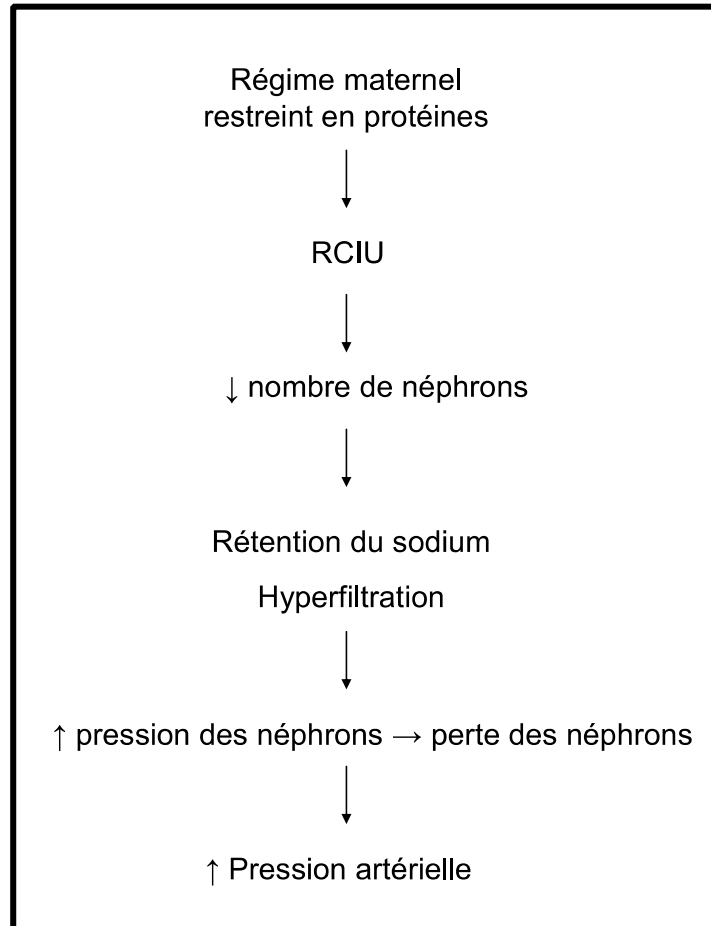 Régime maternel
restreint en protéines
RCIU
↓ nombre de néphrons
Rétention du sodium
Hyperfiltration
↑ pression des néphrons → perte des néphrons
↑ Pression artérielle